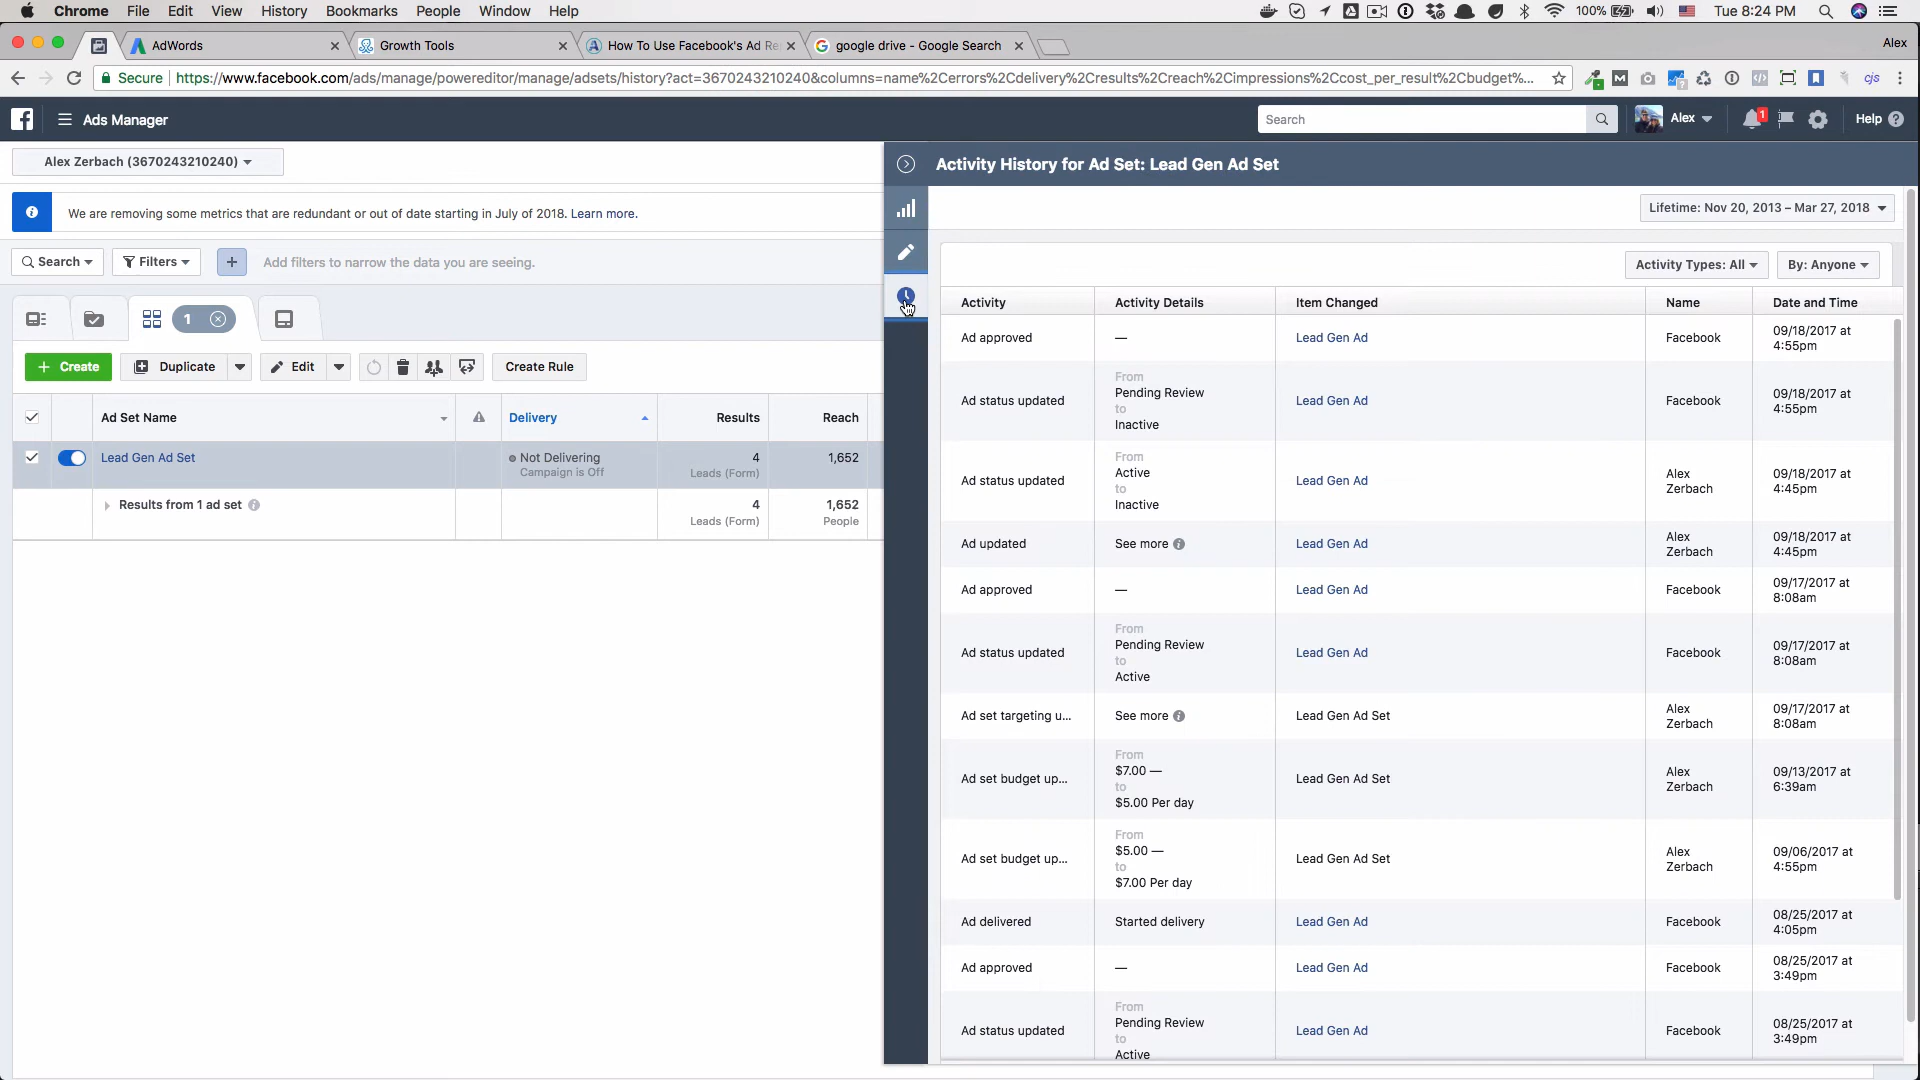 Chrome File Edit View History Bookmarks People Window Help 100% Tue 8:24 PM
AdWords Growth Tools How To Use Facebook's Ad Re google drive - Google Search Alex
Secure https://www.facebook.com/ads/manage/powereditor/manage/adsets/history?act=3670243210240&columns=name%2Cerrors%2Cdelivery%2Cresults%2Creach%2Cimpressions%2Ccost_per_result%2Cbudget%... cjs
Ads Manager Search Alex 1 Help
Alex Zerbach (3670243210240)
Activity History for Ad Set: Lead Gen Ad Set
We are removing some metrics that are redundant or out of date starting in July of 2018. Learn more.
Lifetime: Nov 20, 2013 – Mar 27, 2018
Search Filters + Add filters to narrow the data you are seeing.
Activity Types: All By: Anyone
1
+ Create Duplicate Edit Create Rule
Ad Set Name Delivery Results Reach
Lead Gen Ad Set Not Delivering 4 1,652
Campaign is Off Leads (Form)
Results from 1 ad set 4 1,652
Leads (Form) People
Activity Activity Details Item Changed Name Date and Time
Ad approved — Lead Gen Ad Facebook 09/18/2017 at
4:55pm
From
Pending Review
Ad status updated to Lead Gen Ad Facebook 09/18/2017 at
4:55pm
Inactive
From
Active
Ad status updated to Lead Gen Ad Alex 09/18/2017 at
Zerbach 4:45pm
Inactive
Ad updated See more Lead Gen Ad Alex 09/18/2017 at
Zerbach 4:45pm
Ad approved — Lead Gen Ad Facebook 09/17/2017 at
8:08am
From
Pending Review
Ad status updated to Lead Gen Ad Facebook 09/17/2017 at
8:08am
Active
Ad set targeting u... See more Lead Gen Ad Set Alex 09/17/2017 at
Zerbach 8:08am
From
$7.00 —
Ad set budget up... to Lead Gen Ad Set Alex 09/13/2017 at
Zerbach 6:39am
$5.00 Per day
From
$5.00 —
Ad set budget up... to Lead Gen Ad Set Alex 09/06/2017 at
Zerbach 4:55pm
$7.00 Per day
Ad delivered Started delivery Lead Gen Ad Facebook 08/25/2017 at
4:05pm
Ad approved — Lead Gen Ad Facebook 08/25/2017 at
3:49pm
From
Pending Review
Ad status updated to Lead Gen Ad Facebook 08/25/2017 at
3:49pm
Active